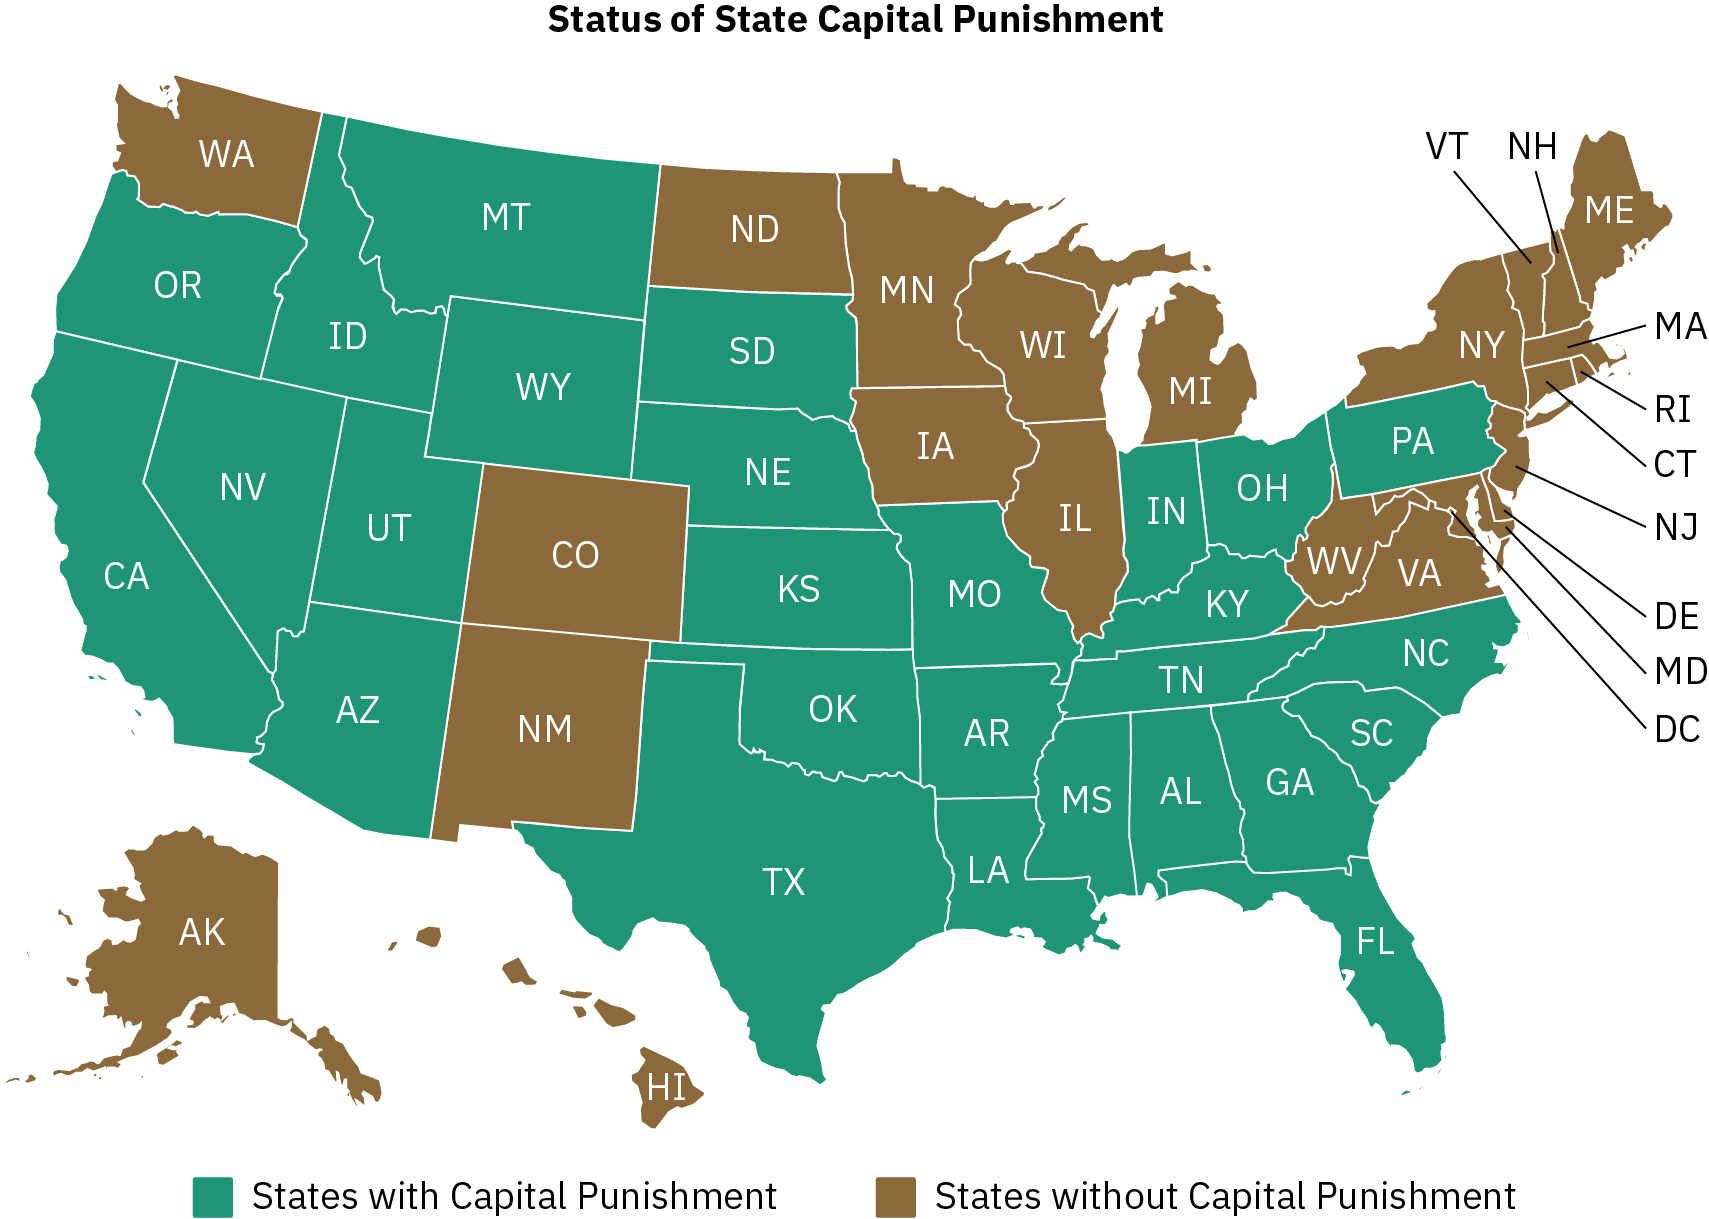 Status of State Capital Punishment
WA
MT
ND
MN
VT
NH
ME
OR
ID
WY
SD
WI
MI
NY
MA
RI
CT
NJ
PA
IA
NE
NV
UT
CO
KS
MO
IL
IN
OH
WV
VA
KY
DE
MD
DC
CA
AZ
NM
OK
AR
TN
NC
SC
MS
AL
GA
TX
LA
FL
AK
HI
States with Capital Punishment
States without Capital Punishment